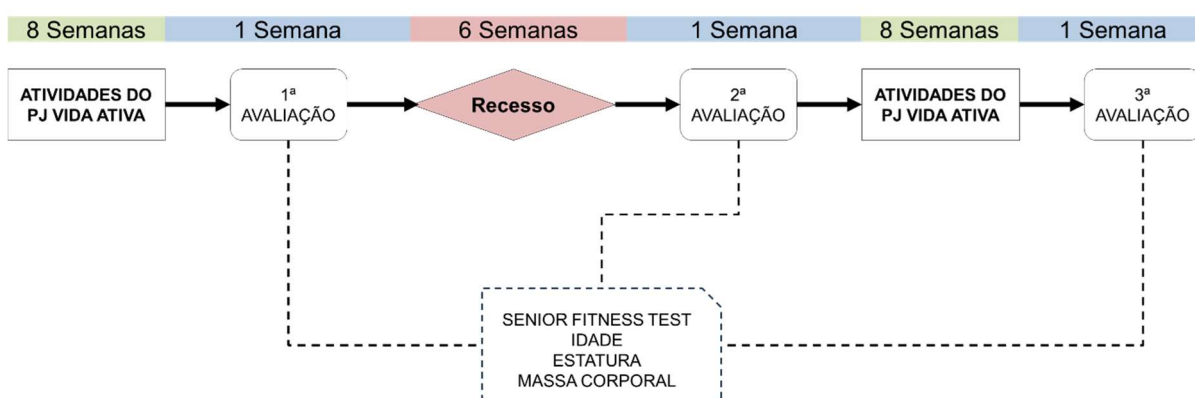 8 Semanas 1 Semana 6 Semanas 1 Semana 8 Semanas 1 Semana
ATIVIDADES DO
PJ VIDA ATIVA
1ª
AVALIAÇÃO
Recesso
2ª
AVALIAÇÃO
ATIVIDADES DO
PJ VIDA ATIVA
3ª
AVALIAÇÃO
SENIOR FITNESS TEST
IDADE
ESTATURA
MASSA CORPORAL